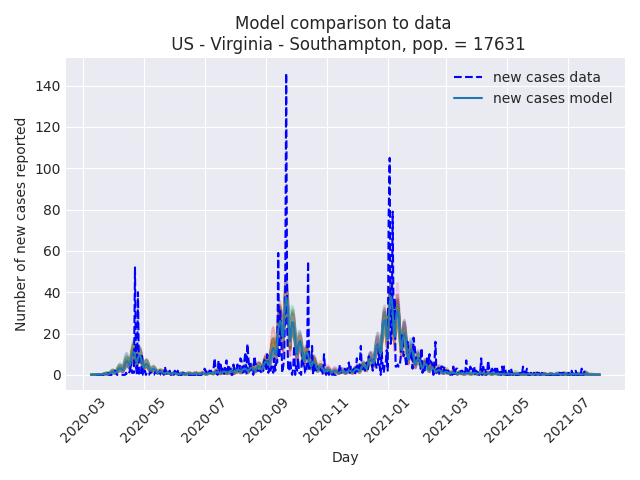 Model comparison to data
US - Virginia - Southampton, pop. = 17631
new cases data
new cases model
Number of new cases reported
140
120
100
80
60
40
20
0
2020-03
2020-05
2020-07
2020-09
2020-11
2021-01
2021-03
2021-05
2021-07
Day